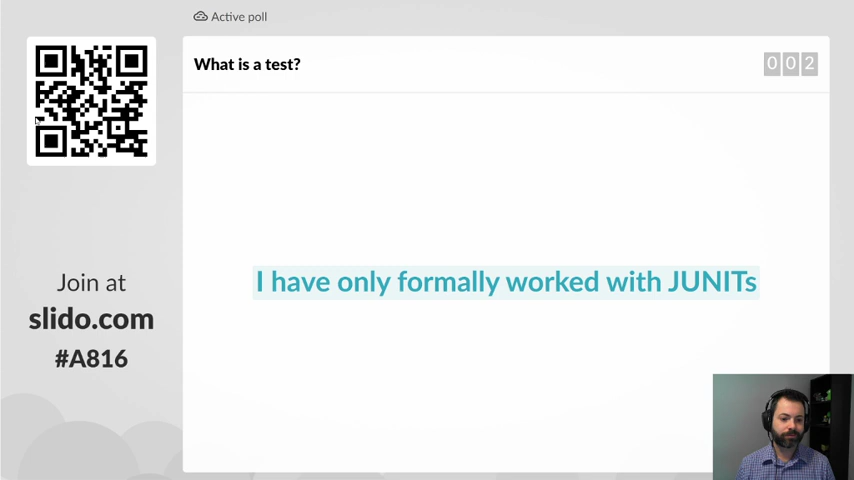 Active poll
What is a test?
002
I have only formally worked with JUNITs
Join at
slido.com
#A816